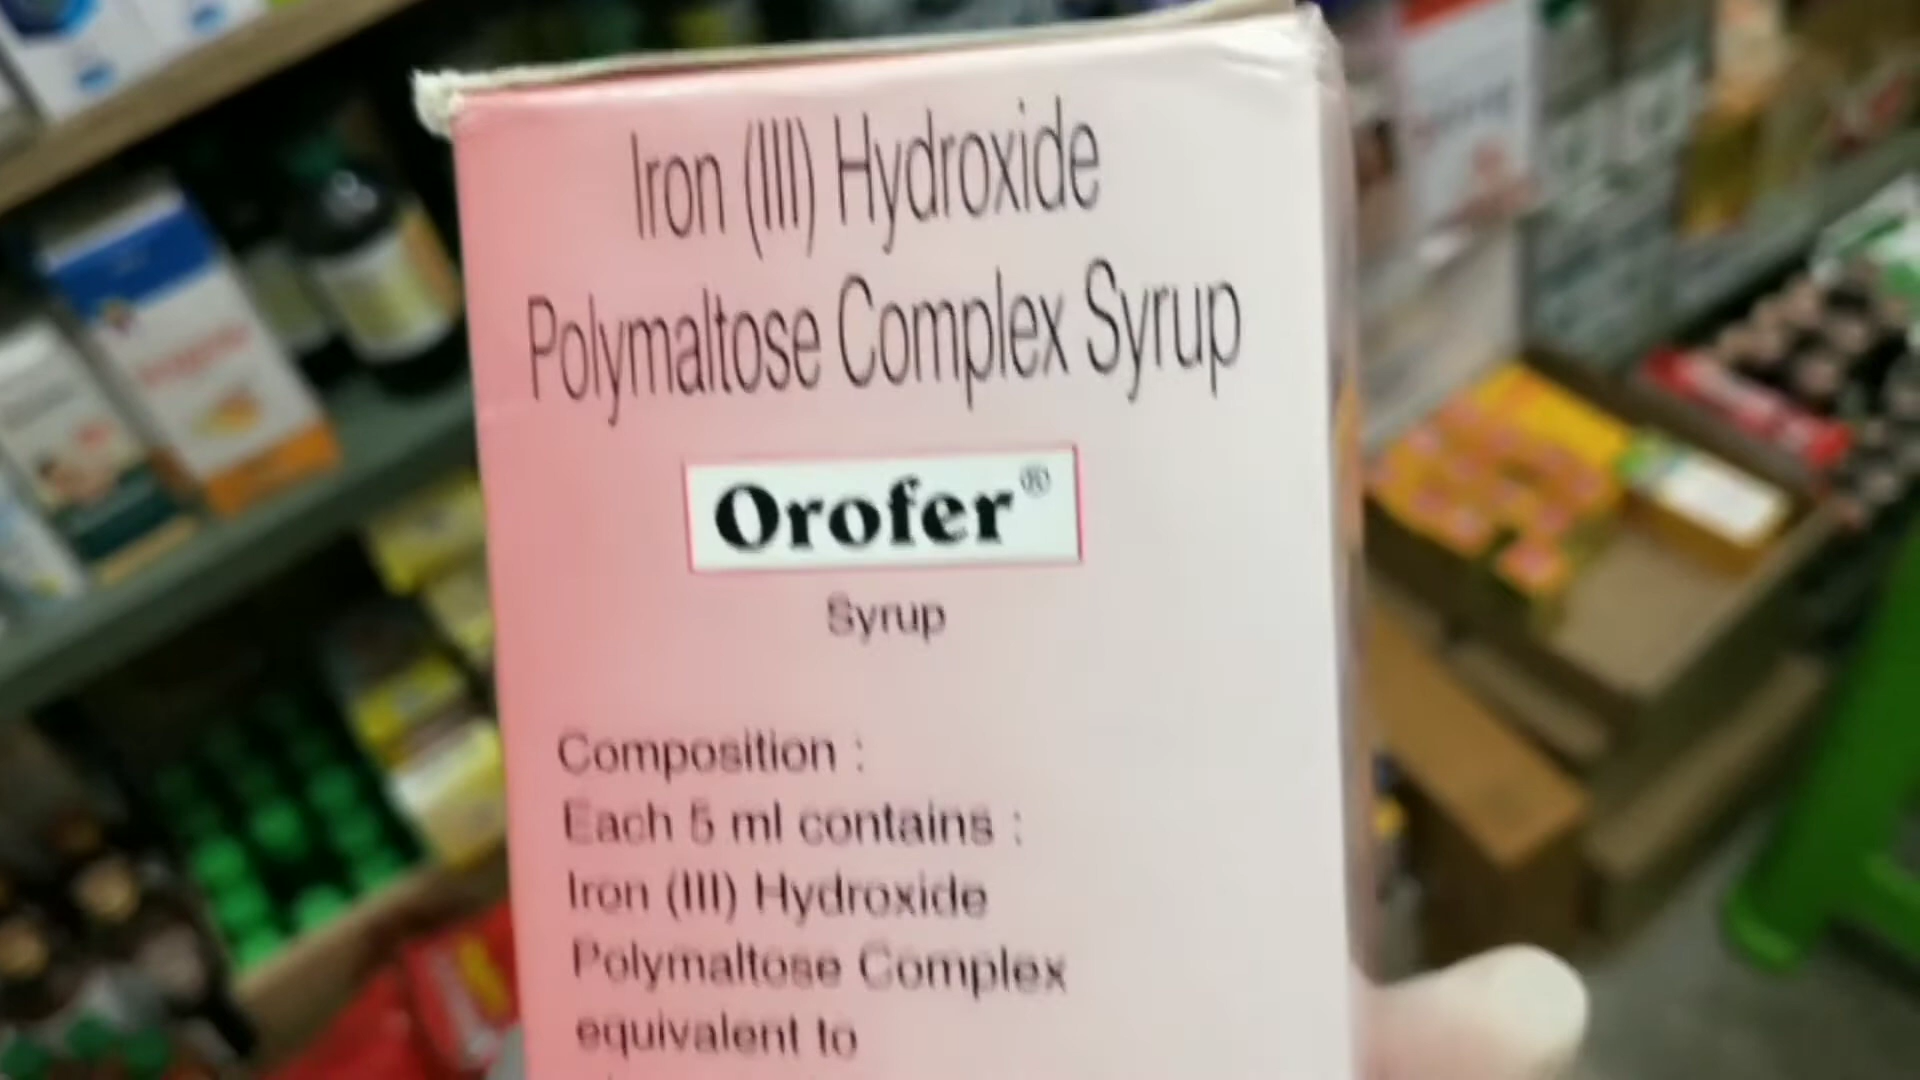 Iron (III) Hydroxide
Polymaltose Complex Syrup
Orofer®
Syrup
Composition :
Each 5 ml contains :
Iron (III) Hydroxide
Polymaltose Complex
equivalent to